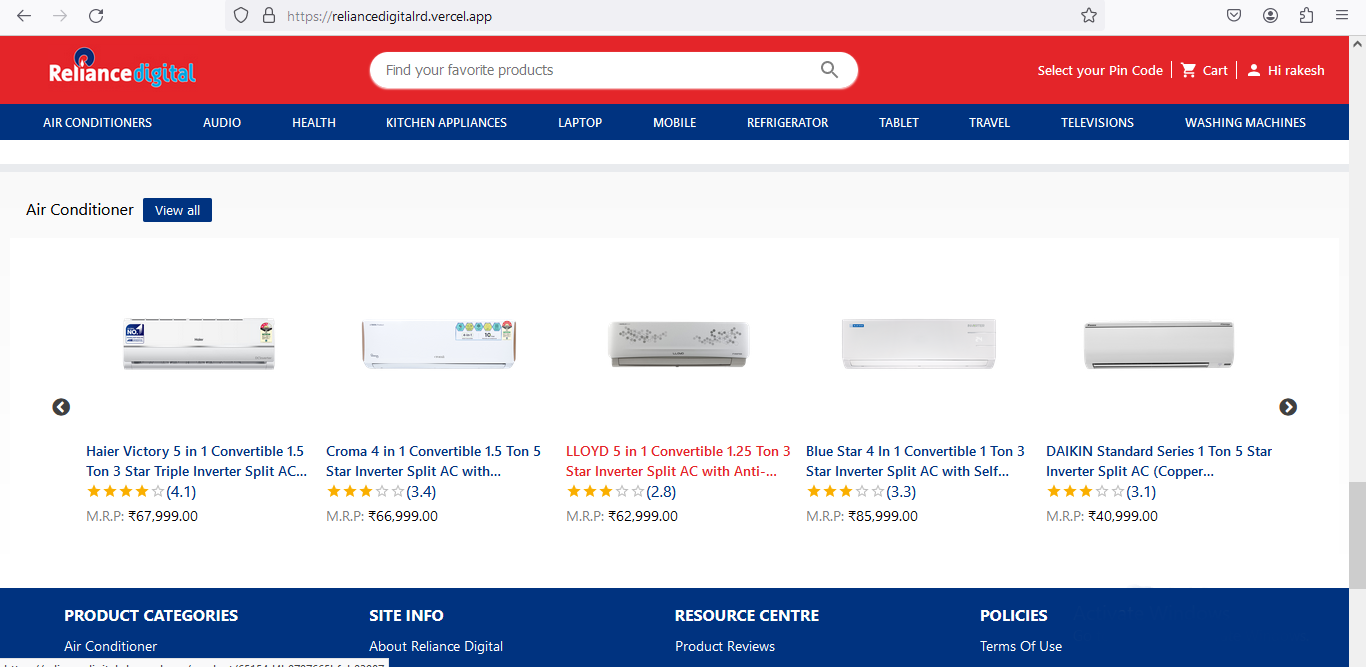 https://reliancedigitalrd.vercel.app
Reliance digital
Find your favorite products
Select your Pin Code
Cart
Hi rakesh
AIR CONDITIONERS
AUDIO
HEALTH
KITCHEN APPLIANCES
LAPTOP
MOBILE
REFRIGERATOR
TABLET
TRAVEL
TELEVISIONS
WASHING MACHINES
Air Conditioner
View all
Haier Victory 5 in 1 Convertible 1.5
Ton 3 Star Triple Inverter Split AC...
(4.1)
M.R.P: ₹67,999.00
Croma 4 in 1 Convertible 1.5 Ton 5
Star Inverter Split AC with...
(3.4)
M.R.P: ₹66,999.00
LLOYD 5 in 1 Convertible 1.25 Ton 3
Star Inverter Split AC with Anti-...
(2.8)
M.R.P: ₹62,999.00
Blue Star 4 In 1 Convertible 1 Ton 3
Star Inverter Split AC with Self...
(3.3)
M.R.P: ₹85,999.00
DAIKIN Standard Series 1 Ton 5 Star
Inverter Split AC (Copper...
(3.1)
M.R.P: ₹40,999.00
PRODUCT CATEGORIES
Air Conditioner
SITE INFO
About Reliance Digital
RESOURCE CENTRE
Product Reviews
POLICIES
Terms Of Use